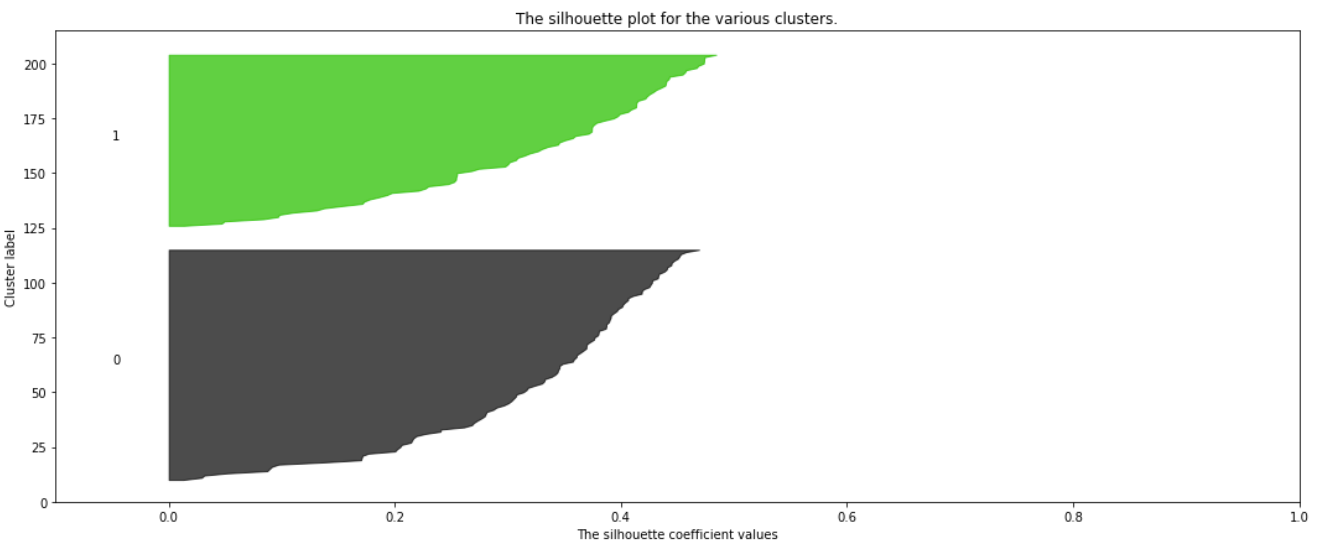 The silhouette plot for the various clusters.
200
175
150
125
100
75
50
25
0
Cluster label
1
0
0.0 0.2 0.4 0.6 0.8 1.0
The silhouette coefficient values